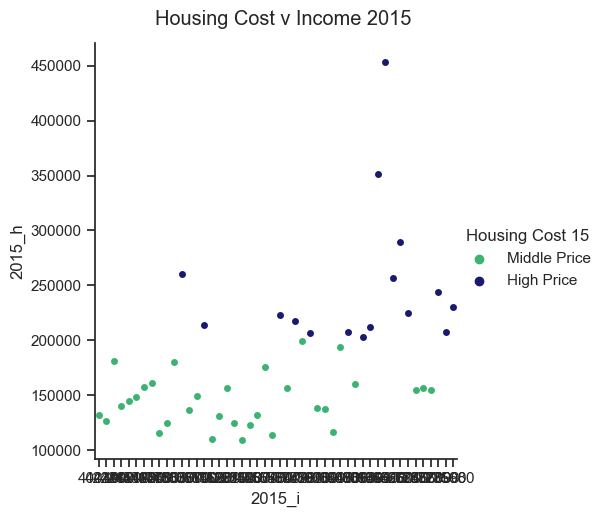 Housing Cost v Income 2015
450000
400000
350000
300000
250000
200000
150000
100000
2015_h
2015_i
Housing Cost 15
Middle Price
High Price